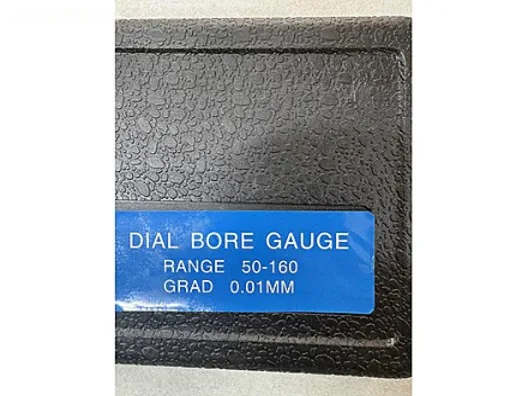 DIAL BORE GAUGE
RANGE 50-160
GRAD 0.01MM